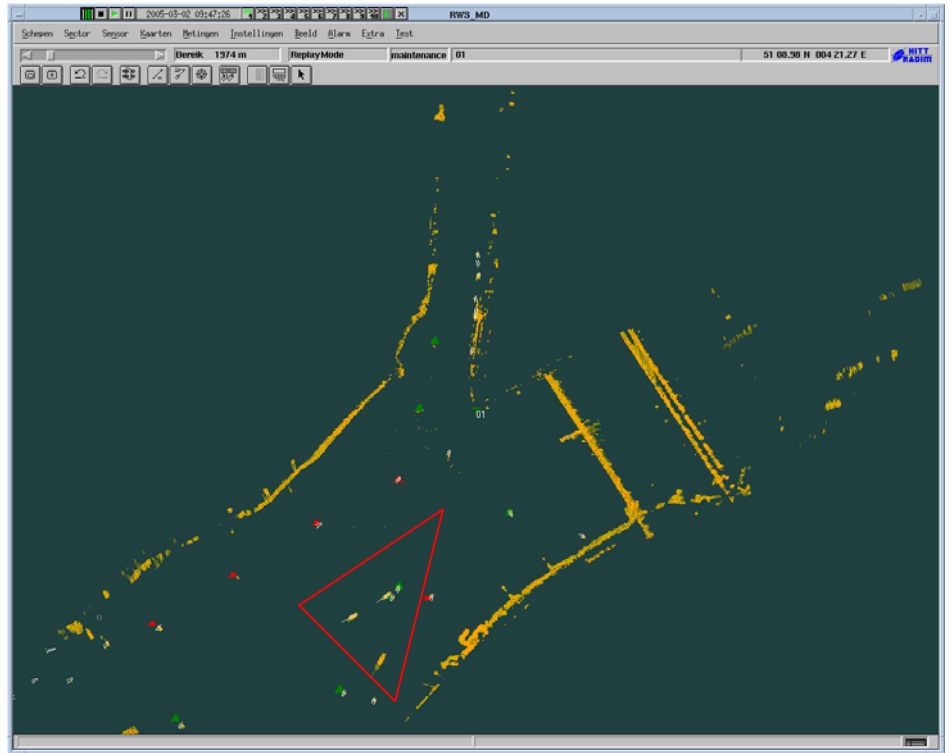 2005-03-02 09:47:26 RWS_MD
Schepen Sector Sensor Kaarten Metingen Instellingen Beeld Alarm Extra Test
Bereik 1974 m ReplayMode maintenance 01 51 08.98 N 004 21.27 E HITT RADIM
01